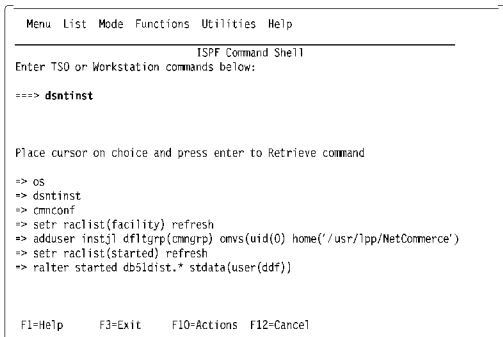 Menu List Mode Functions Utilities Help
ISPF Command Shell
Enter TSO or Workstation commands below:
===> dsntinst
Place cursor on choice and press enter to Retrieve command
=> os
=> dsntinst
=> cmnconf
=> setr raclist(facility) refresh
=> adduser instjl dfltgrp(cmngrp) omvs(uid(0) home('/usr/lpp/NetCommerce')
=> setr raclist(started) refresh
=> ralter started db51dist.* stdata(user(ddf))
F1=Help F3=Exit F10=Actions F12=Cancel